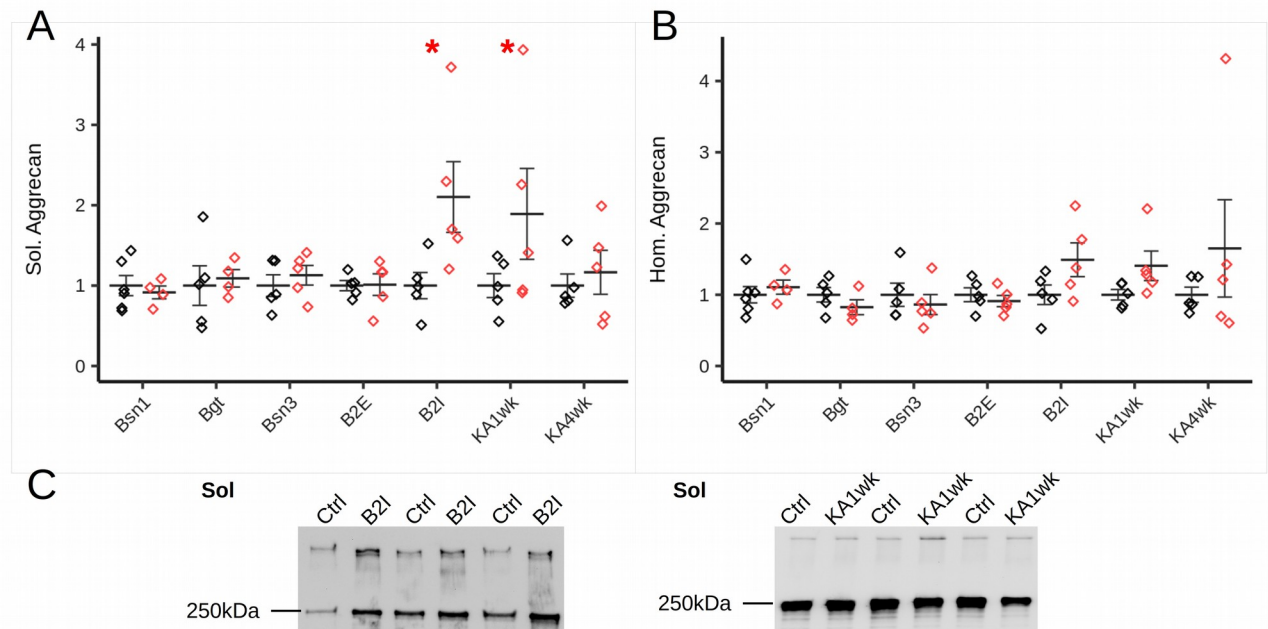 A
Sol. Aggrecan
4
3
2
1
0
* *
Bsn1 Bgt Bsn3 B2E B2I KA1wk KA4wk
B
Hom. Aggrecan
4
3
2
1
0
Bsn1 Bgt Bsn3 B2E B2I KA1wk KA4wk
C
Sol
Ctrl B2I Ctrl B2I Ctrl B2I
250kDa
Sol
Ctrl KA1wk Ctrl KA1wk Ctrl KA1wk
250kDa